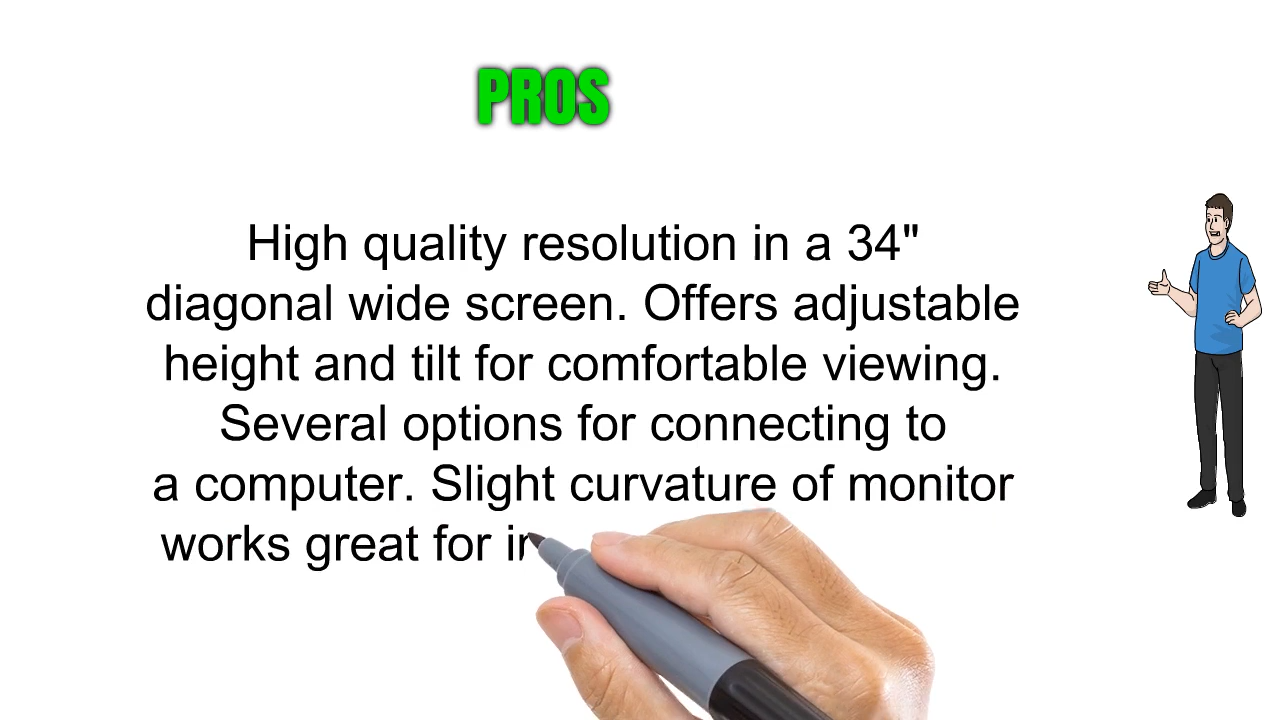 PROS
High quality resolution in a 34"
diagonal wide screen. Offers adjustable
height and tilt for comfortable viewing.
Several options for connecting to
a computer. Slight curvature of monitor
works great for